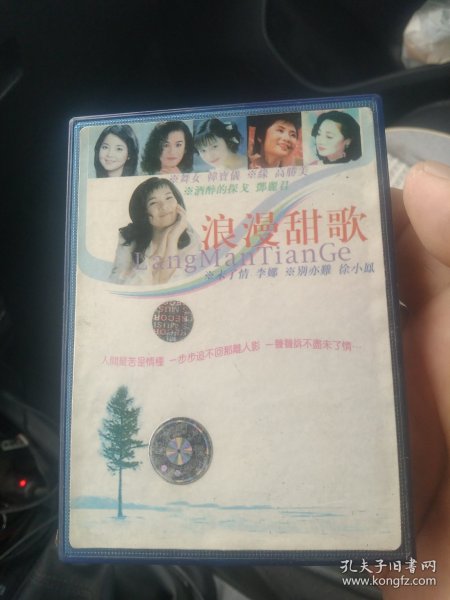 ※舞女 韓寶儀 ※緣 高勝美
※酒醉的探戈 鄧麗君
浪漫甜歌
LangManTianGe
※未了情 李娜 ※別亦難 徐小鳳
人間最苦是情種 一步步追不回那離人影 一聲聲訴不盡未了情…
孔夫子旧书网
www.kongfz.com